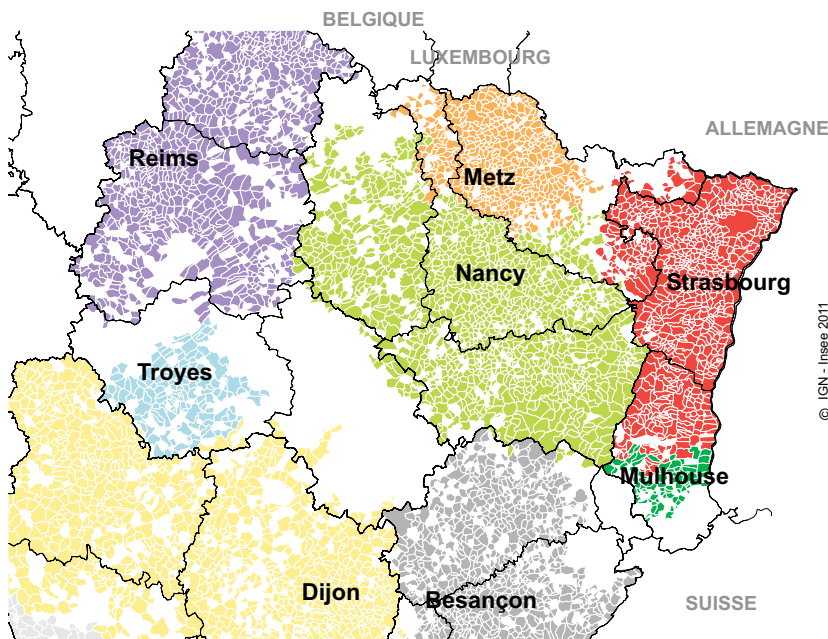 BELGIQUE
LUXEMBOURG
ALLEMAGNE
Reims
Metz
Nancy
Strasbourg
Troyes
Mulhouse
Dijon
Besançon
SUISSE
© IGN - Insee 2011